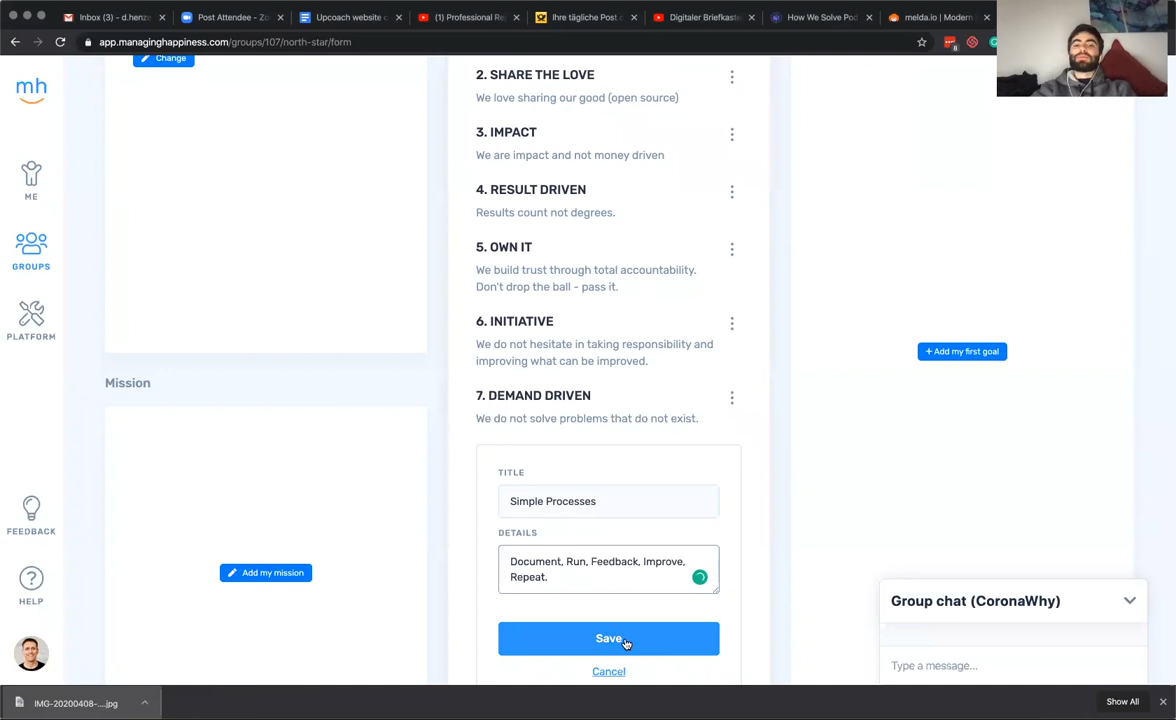 Inbox (3) - d.henze
Post Attendee - Zo
Upcoach website c
(1) Professional Re
Ihre tägliche Post c
Digitaler Briefkaste
How We Solve Poc
melda.io | Modern
app.managinghappiness.com/groups/107/north-star/form
8
mh
ME
GROUPS
PLATFORM
FEEDBACK
HELP
Change
Mission
Add my mission
2. SHARE THE LOVE
We love sharing our good (open source)
3. IMPACT
We are impact and not money driven
4. RESULT DRIVEN
Results count not degrees.
5. OWN IT
We build trust through total accountability.
Don't drop the ball - pass it.
6. INITIATIVE
We do not hesitate in taking responsibility and
improving what can be improved.
7. DEMAND DRIVEN
We do not solve problems that do not exist.
TITLE
Simple Processes
DETAILS
Document, Run, Feedback, Improve,
Repeat.
Save
Cancel
+ Add my first goal
Group chat (CoronaWhy)
Type a message...
IMG-20200408-....jpg
Show All